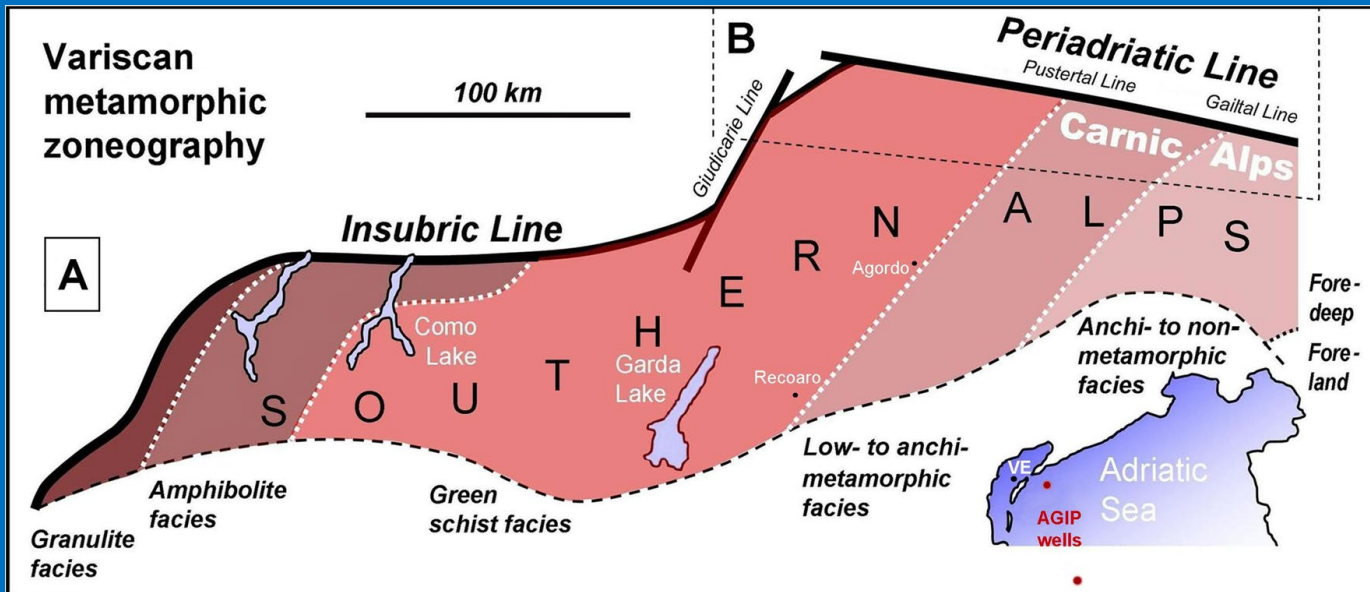 Variscan
metamorphic
zoneography
100 km
B
Periadriatic Line
Pustertal Line
Gailtal Line
Giudicarie Line
Carnic Alps
A
Insubric Line
SOUTHERN ALPS
Agordo
Como
Lake
Garda
Lake
Recoaro
Fore-
deep
Fore-
land
Anchi- to non-
metamorphic
facies
Low- to anchi-
metamorphic
facies
Green
schist facies
Amphibolite
facies
Granulite
facies
VE
Adriatic
Sea
AGIP
wells